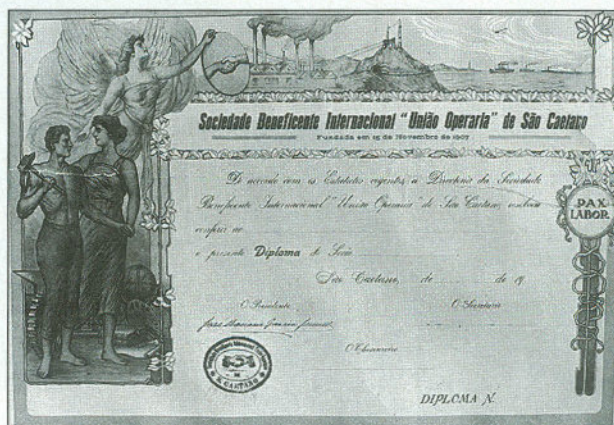 Sociedade Beneficente Internacional "União Operaria" de São Caetano
Fundada em 15 de Novembro de 1907
De accordo com os Estatutos vigentes a Directoria da Sociedade
Beneficente Internacional "União Operaria" de São Caetano, resolveu
conferir ao
o presente Diploma de Socio
São Caetano, de de 19
O Presidente
O Secretario
O Thesoureiro
PAX
LABOR
S. CAETANO
DIPLOMA N.